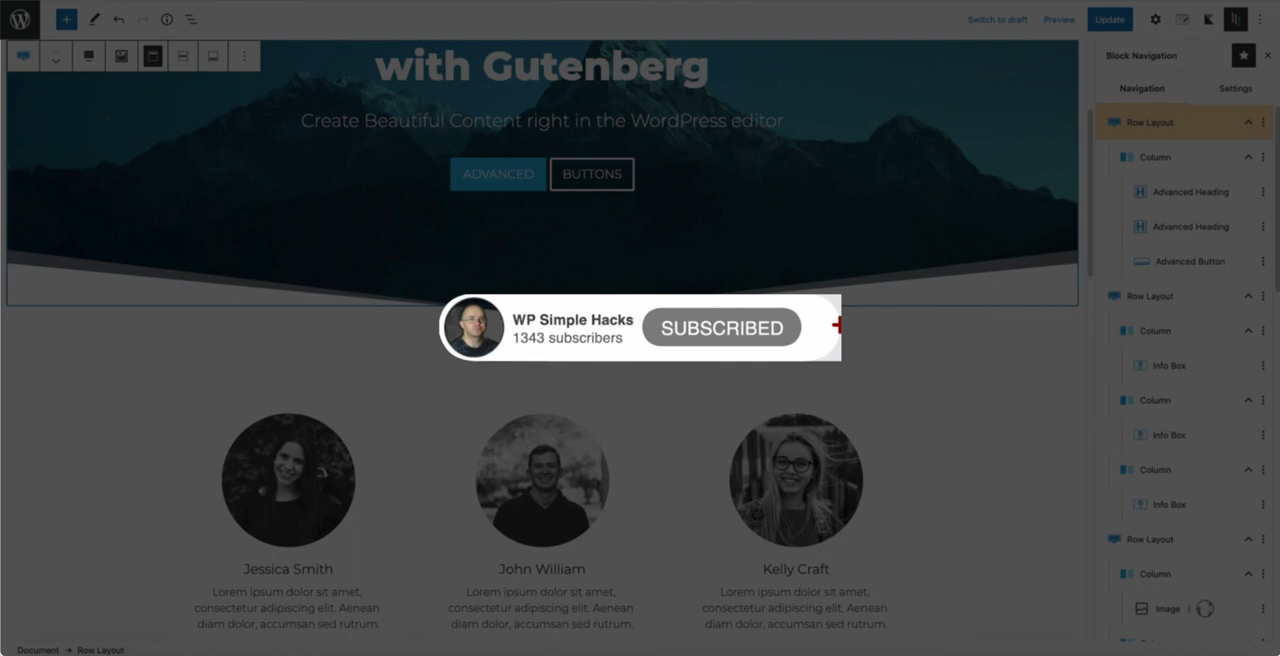 Switch to draft
Preview
Update
with Gutenberg
Create Beautiful Content right in the WordPress editor
ADVANCED
BUTTONS
WP Simple Hacks
1343 subscribers
SUBSCRIBED
Jessica Smith
Lorem ipsum dolor sit amet,
consectetur adipiscing elit. Aenean
diam dolor, accumsan sed rutrum.
John William
Lorem ipsum dolor sit amet,
consectetur adipiscing elit. Aenean
diam dolor, accumsan sed rutrum.
Kelly Craft
Lorem ipsum dolor sit amet,
consectetur adipiscing elit. Aenean
diam dolor, accumsan sed rutrum.
Block Navigation
Navigation
Settings
Row Layout
Column
Advanced Heading
Advanced Heading
Advanced Button
Row Layout
Column
Info Box
Column
Info Box
Column
Info Box
Row Layout
Column
Image
Document → Row Layout